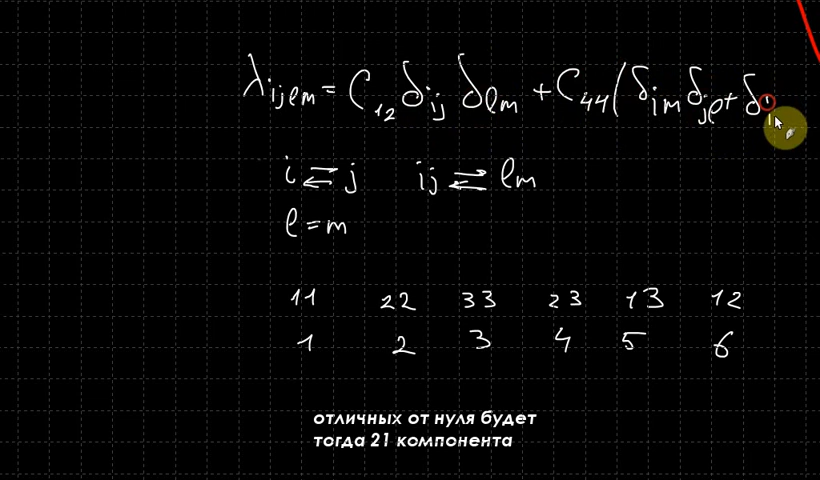 λijlm = C12 δij δlm + C44 ( δim δjl + δi
i ⇄ j ij ⇄ lm
l = m
11 22 33 23 13 12
1 2 3 4 5 6
отличных от нуля будет
тогда 21 компонента